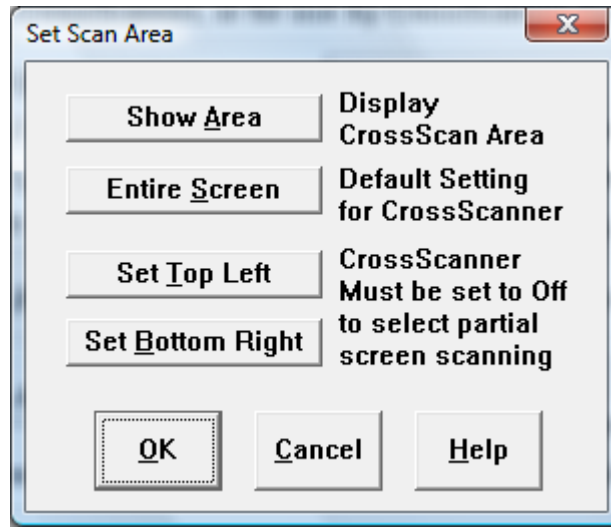 Set Scan Area
Show Area
Display
CrossScan Area
Entire Screen
Default Setting
for CrossScanner
Set Top Left
Set Bottom Right
CrossScanner
Must be set to Off
to select partial
screen scanning
OK
Cancel
Help